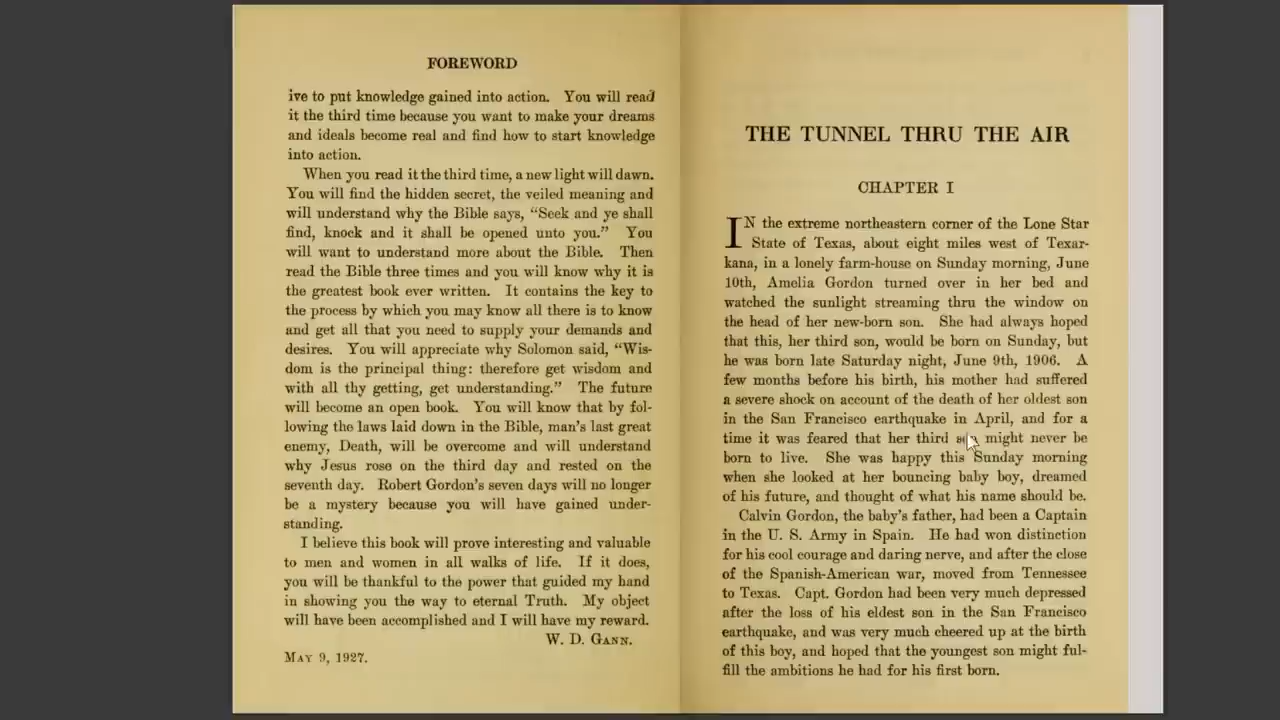 FOREWORD
ive to put knowledge gained into action. You will read
it the third time because you want to make your dreams
and ideals become real and find how to start knowledge
into action.
When you read it the third time, a new light will dawn.
You will find the hidden secret, the veiled meaning and
will understand why the Bible says, “Seek and ye shall
find, knock and it shall be opened unto you.” You
will want to understand more about the Bible. Then
read the Bible three times and you will know why it is
the greatest book ever written. It contains the key to
the process by which you may know all there is to know
and get all that you need to supply your demands and
desires. You will appreciate why Solomon said, “Wis-
dom is the principal thing: therefore get wisdom and
with all thy getting, get understanding.” The future
will become an open book. You will know that by fol-
lowing the laws laid down in the Bible, man's last great
enemy, Death, will be overcome and will understand
why Jesus rose on the third day and rested on the
seventh day. Robert Gordon's seven days will no longer
be a mystery because you will have gained under-
standing.
I believe this book will prove interesting and valuable
to men and women in all walks of life. If it does,
you will be thankful to the power that guided my hand
in showing you the way to eternal Truth. My object
will have been accomplished and I will have my reward.
W. D. GANN.
MAY 9, 1927.
THE TUNNEL THRU THE AIR
CHAPTER I
IN the extreme northeastern corner of the Lone Star
State of Texas, about eight miles west of Texar-
kana, in a lonely farm-house on Sunday morning, June
10th, Amelia Gordon turned over in her bed and
watched the sunlight streaming thru the window on
the head of her new-born son. She had always hoped
that this, her third son, would be born on Sunday, but
he was born late Saturday night, June 9th, 1906. A
few months before his birth, his mother had suffered
a severe shock on account of the death of her oldest son
in the San Francisco earthquake in April, and for a
time it was feared that her third son might never be
born to live. She was happy this Sunday morning
when she looked at her bouncing baby boy, dreamed
of his future, and thought of what his name should be.
Calvin Gordon, the baby's father, had been a Captain
in the U. S. Army in Spain. He had won distinction
for his cool courage and daring nerve, and after the close
of the Spanish-American war, moved from Tennessee
to Texas. Capt. Gordon had been very much depressed
after the loss of his eldest son in the San Francisco
earthquake, and was very much cheered up at the birth
of this boy, and hoped that the youngest son might ful-
fill the ambitions he had for his first born.